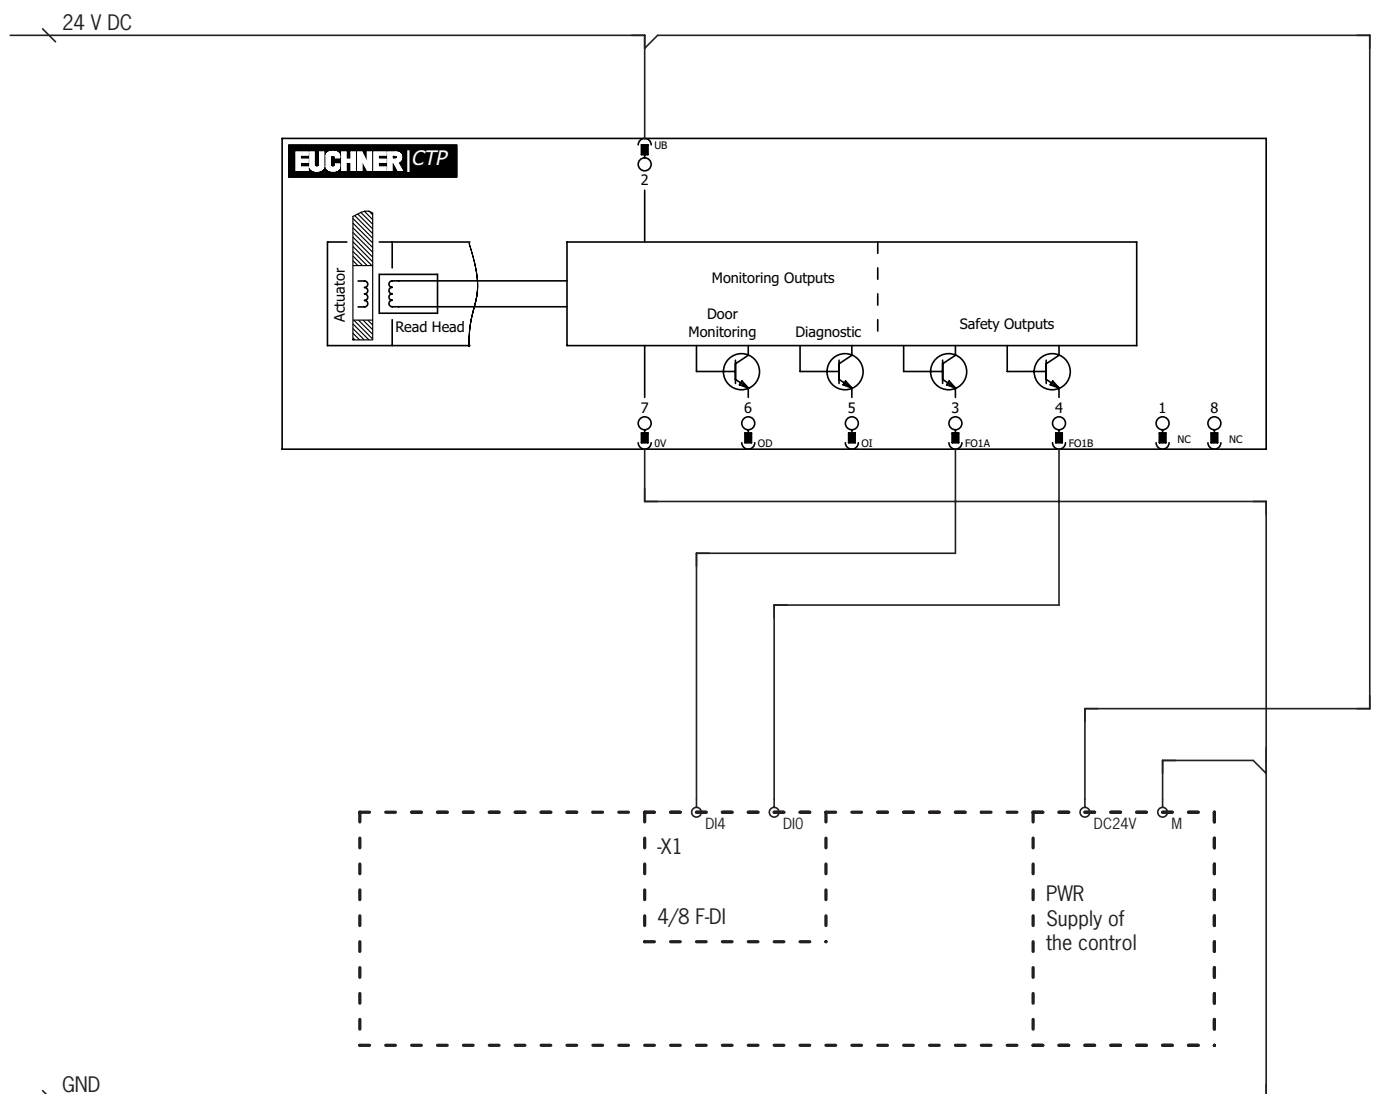 24 V DC
EUCHNER CTP
UB
2
Actuator
Read Head
Monitoring Outputs
Door
Monitoring
Diagnostic
Safety Outputs
7
6
5
3
4
1
8
0V
OD
OI
FO1A
FO1B
NC
NC
DI4
DI0
DC24V
M
-X1
4/8 F-DI
PWR
Supply of
the control
GND